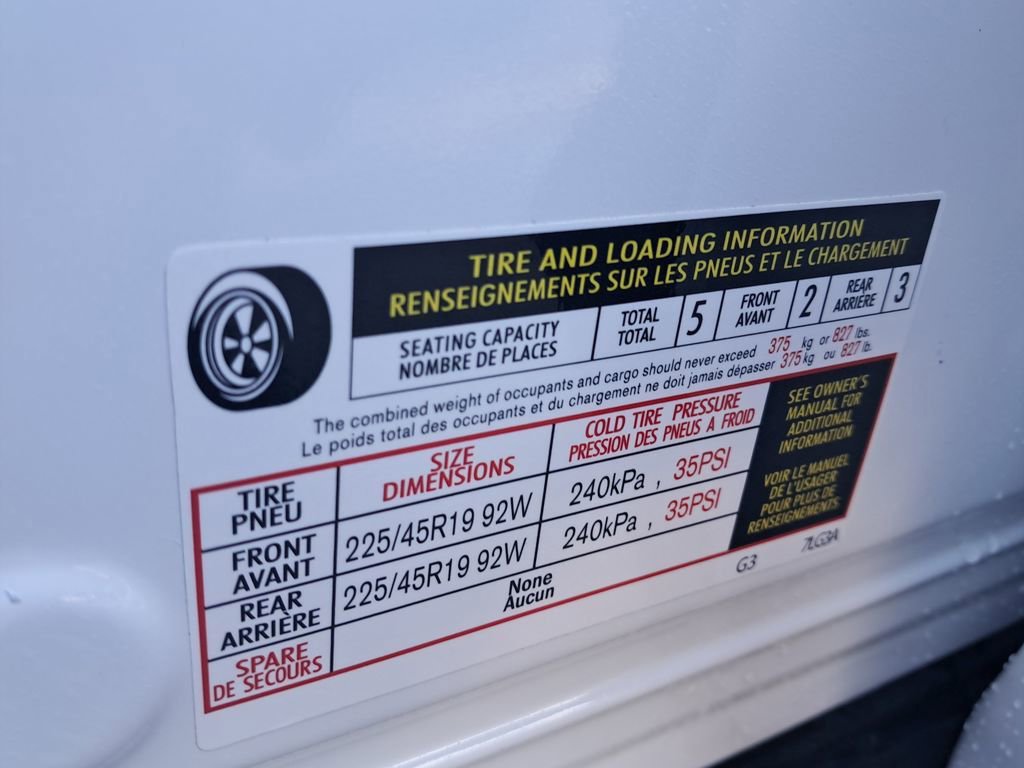 TIRE AND LOADING INFORMATION
RENSEIGNEMENTS SUR LES PNEUS ET LE CHARGEMENT
SEATING CAPACITY
NOMBRE DE PLACES
TOTAL
TOTAL
5
FRONT
AVANT
2
REAR
ARRIÈRE
3
The combined weight of occupants and cargo should never exceed 375 kg or 827 lbs.
Le poids total des occupants et du chargement ne doit jamais dépasser 375 kg ou 827 lb.
TIRE
PNEU
SIZE
DIMENSIONS
COLD TIRE PRESSURE
PRESSION DES PNEUS A FROID
SEE OWNER'S
MANUAL FOR
ADDITIONAL
INFORMATION
VOIR LE MANUEL
DE L'USAGER
POUR PLUS DE
RENSEIGNEMENTS
FRONT
AVANT
225/45R19 92W
240kPa , 35PSI
REAR
ARRIÈRE
225/45R19 92W
240kPa , 35PSI
SPARE
DE SECOURS
None
Aucun
G3